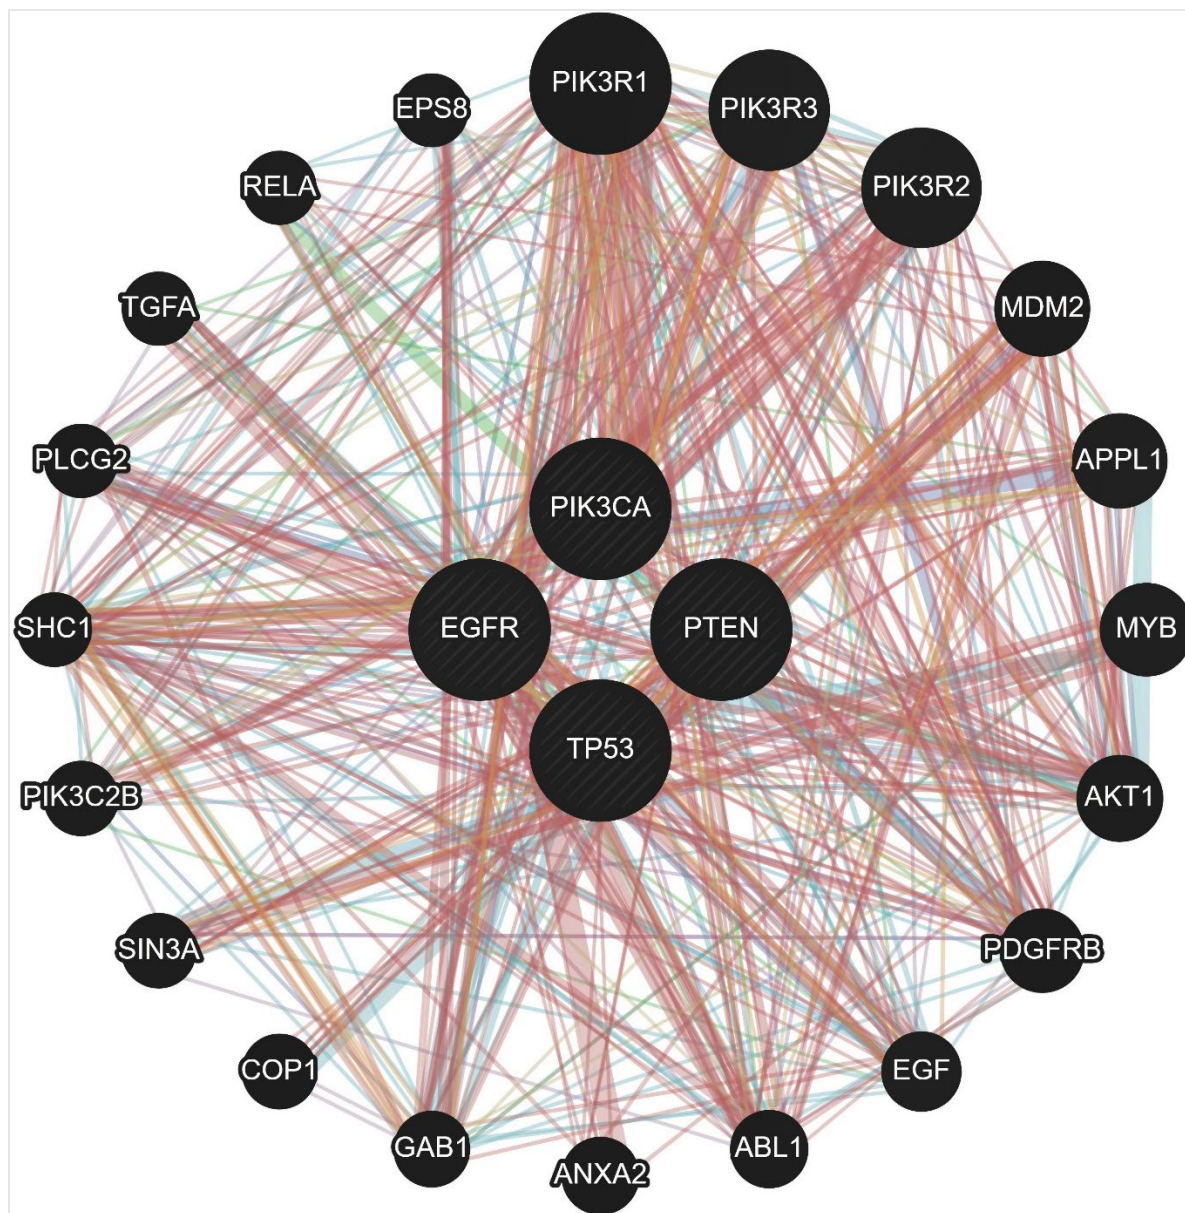 PIK3R1
PIK3R3
EPS8
PIK3R2
RELA
TGFA
MDM2
PLCG2
APPL1
PIK3CA
SHC1
EGFR
PTEN
MYB
TP53
PIK3C2B
AKT1
SIN3A
PDGFRB
COP1
EGF
GAB1
ABL1
ANXA2